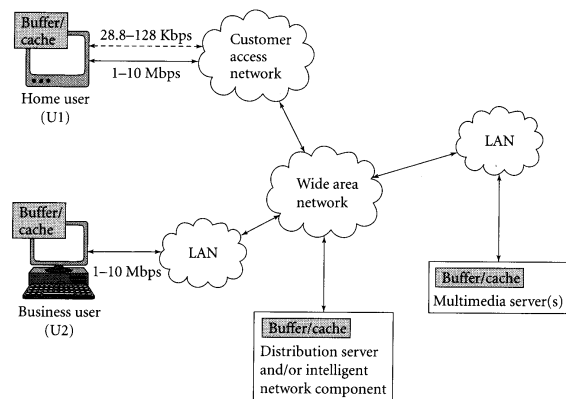 Buffer/
cache
28.8–128 Kbps
1–10 Mbps
Home user
(U1)
Customer
access
network
LAN
Wide area
network
Buffer/
cache
1–10 Mbps
LAN
Business user
(U2)
Buffer/cache
Multimedia server(s)
Buffer/cache
Distribution server
and/or intelligent
network component